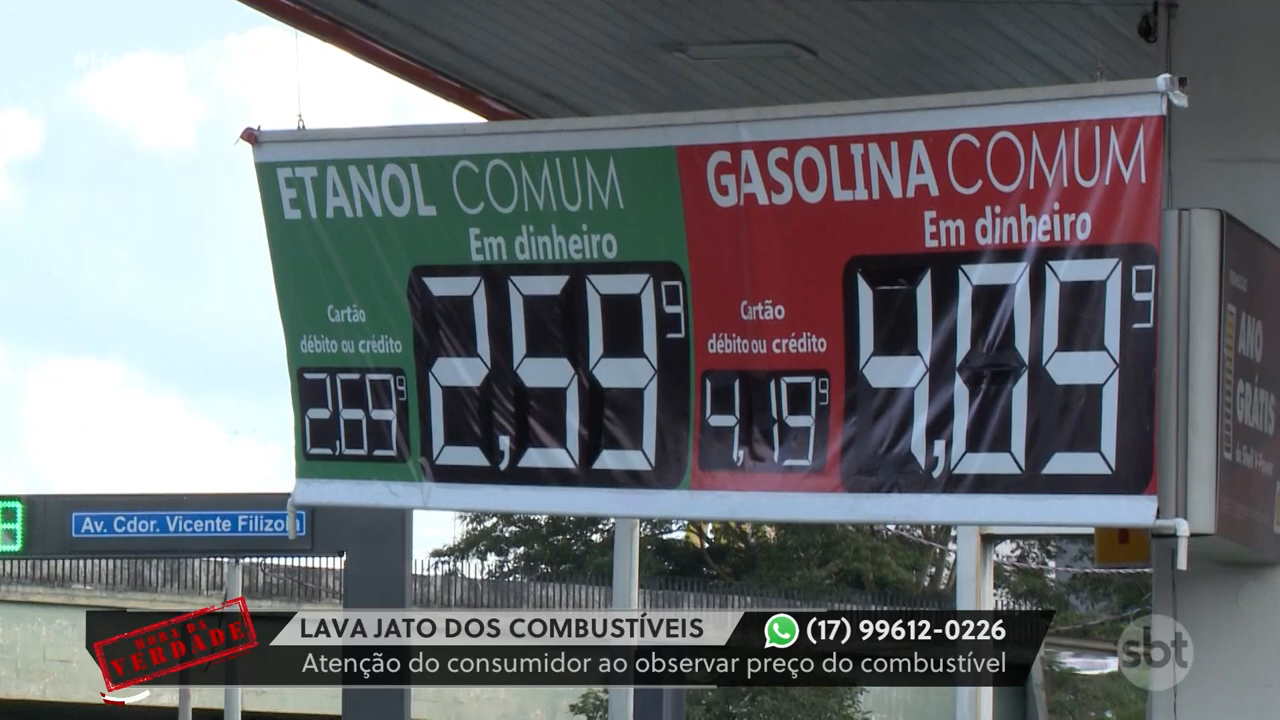 ETANOL COMUM
Em dinheiro
Cartão
débito ou crédito
2,699
2,599
GASOLINA COMUM
Em dinheiro
Cartão
débito ou crédito
4,199
4,099
ANO
GRÁTIS
Av. Cdor. Vicente Filizola
HORA DA
VERDADE
LAVA JATO DOS COMBUSTÍVEIS
(17) 99612-0226
Atenção do consumidor ao observar preço do combustível
sbt